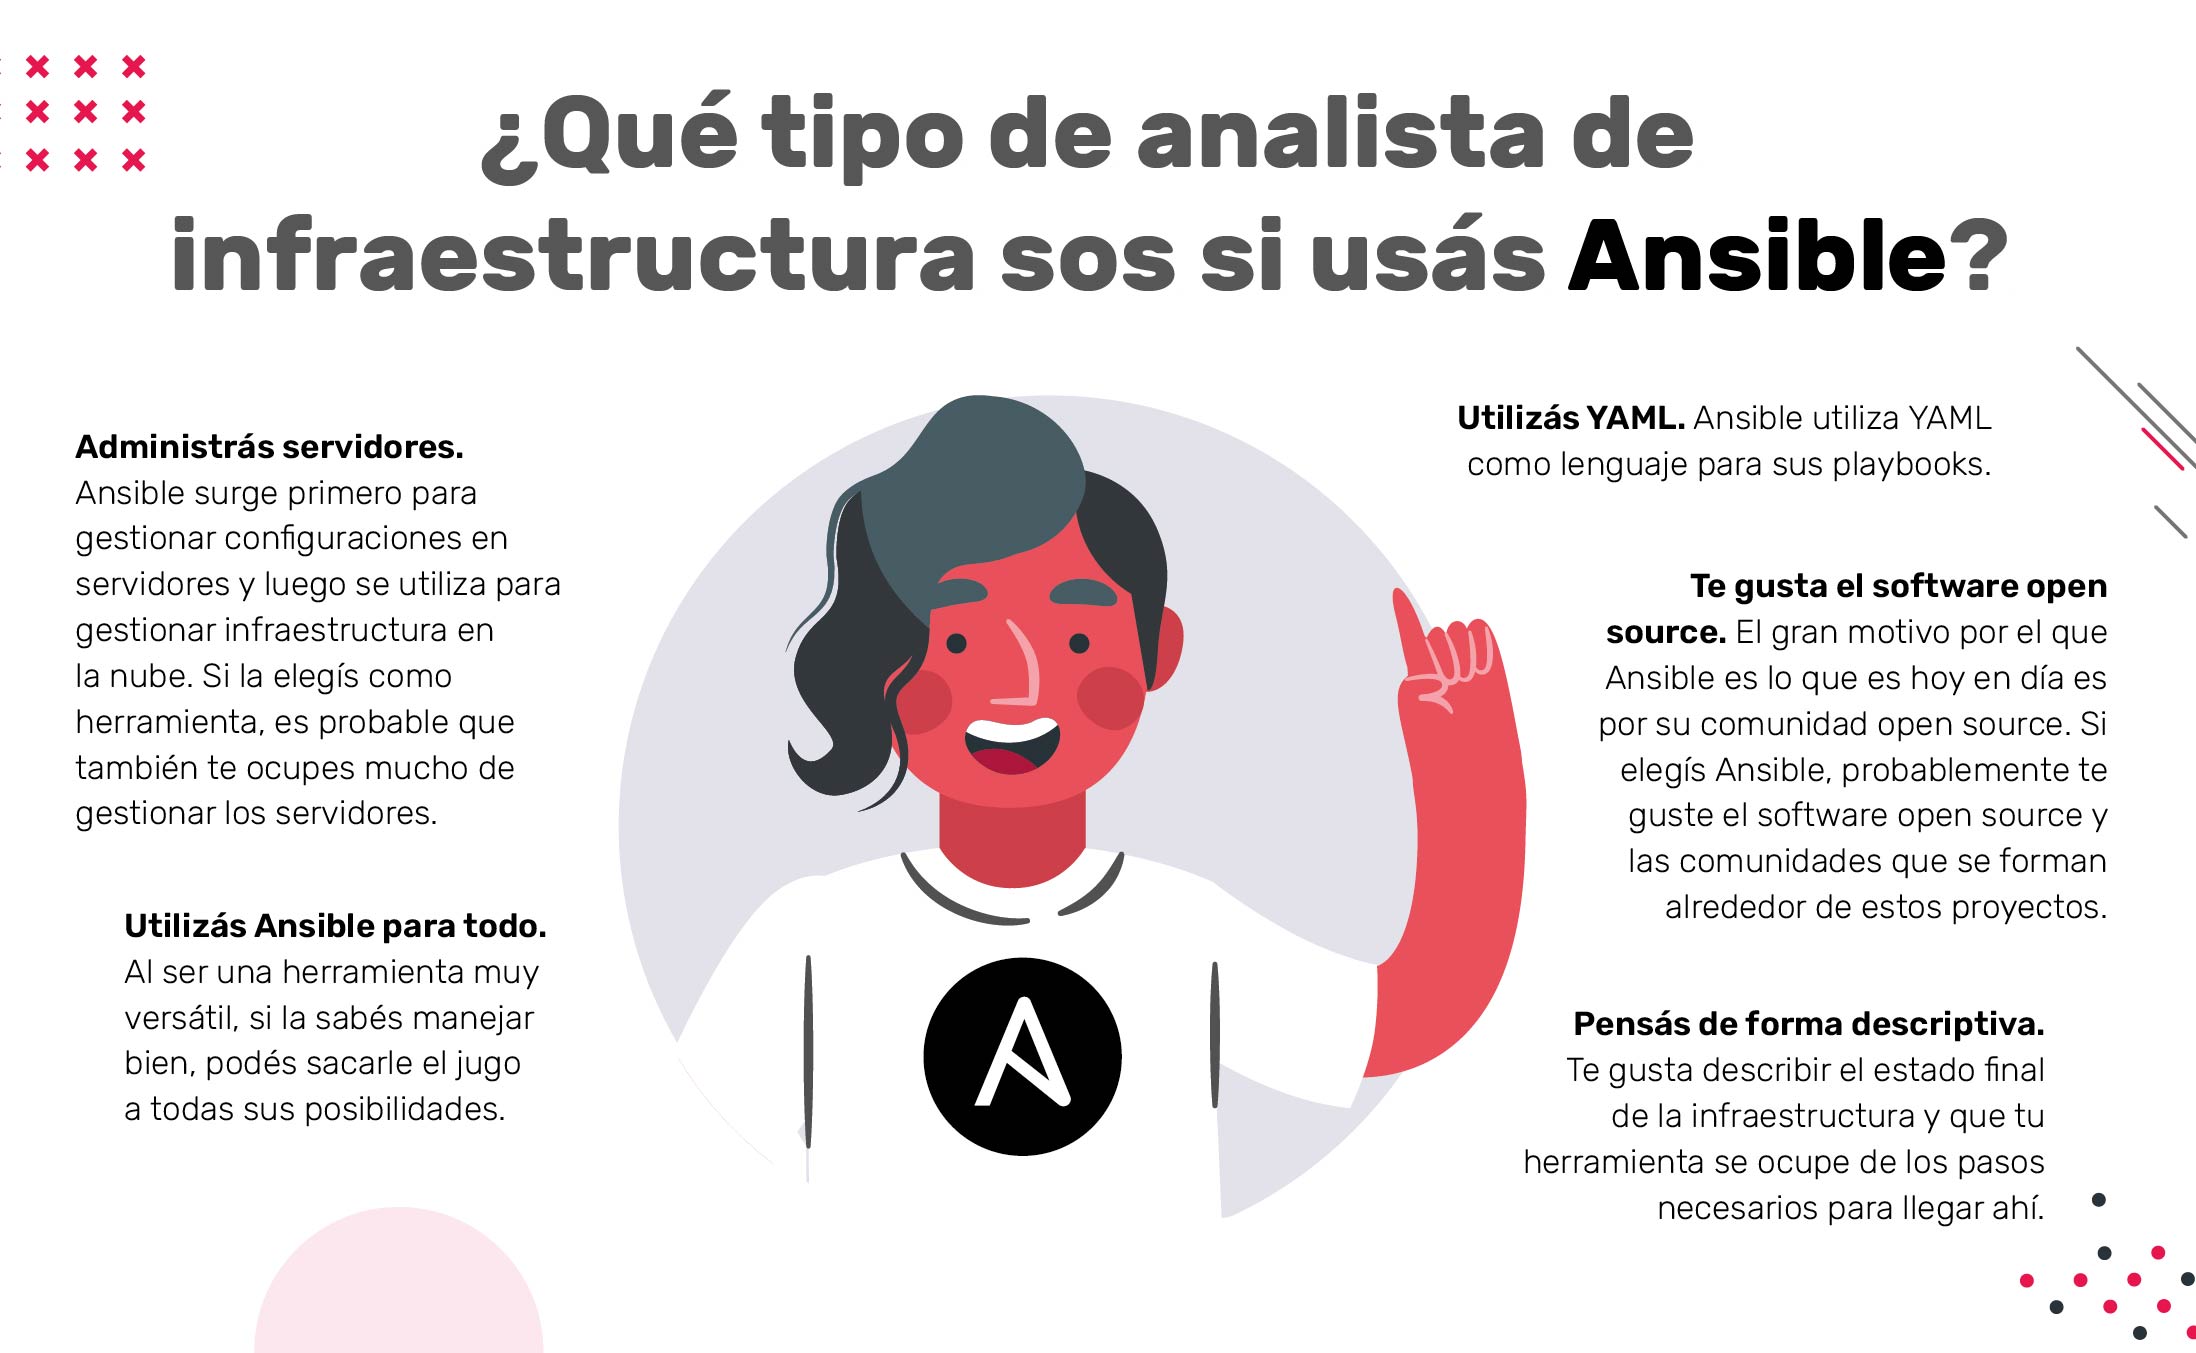 ¿Qué tipo de analista de
infraestructura sos si usás Ansible?
Administrás servidores.
Ansible surge primero para
gestionar configuraciones en
servidores y luego se utiliza para
gestionar infraestructura en
la nube. Si la elegís como
herramienta, es probable que
también te ocupes mucho de
gestionar los servidores.
Utilizás Ansible para todo.
Al ser una herramienta muy
versátil, si la sabés manejar
bien, podés sacarle el jugo
a todas sus posibilidades.
Utilizás YAML. Ansible utiliza YAML
como lenguaje para sus playbooks.
Te gusta el software open
source. El gran motivo por el que
Ansible es lo que es hoy en día es
por su comunidad open source. Si
elegís Ansible, probablemente te
guste el software open source y
las comunidades que se forman
alrededor de estos proyectos.
Pensás de forma descriptiva.
Te gusta describir el estado final
de la infraestructura y que tu
herramienta se ocupe de los pasos
necesarios para llegar ahí.